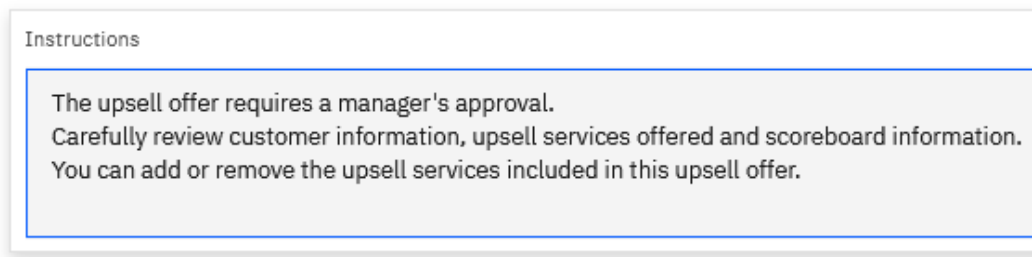 Instructions
The upsell offer requires a manager's approval.
Carefully review customer information, upsell services offered and scoreboard information.
You can add or remove the upsell services included in this upsell offer.